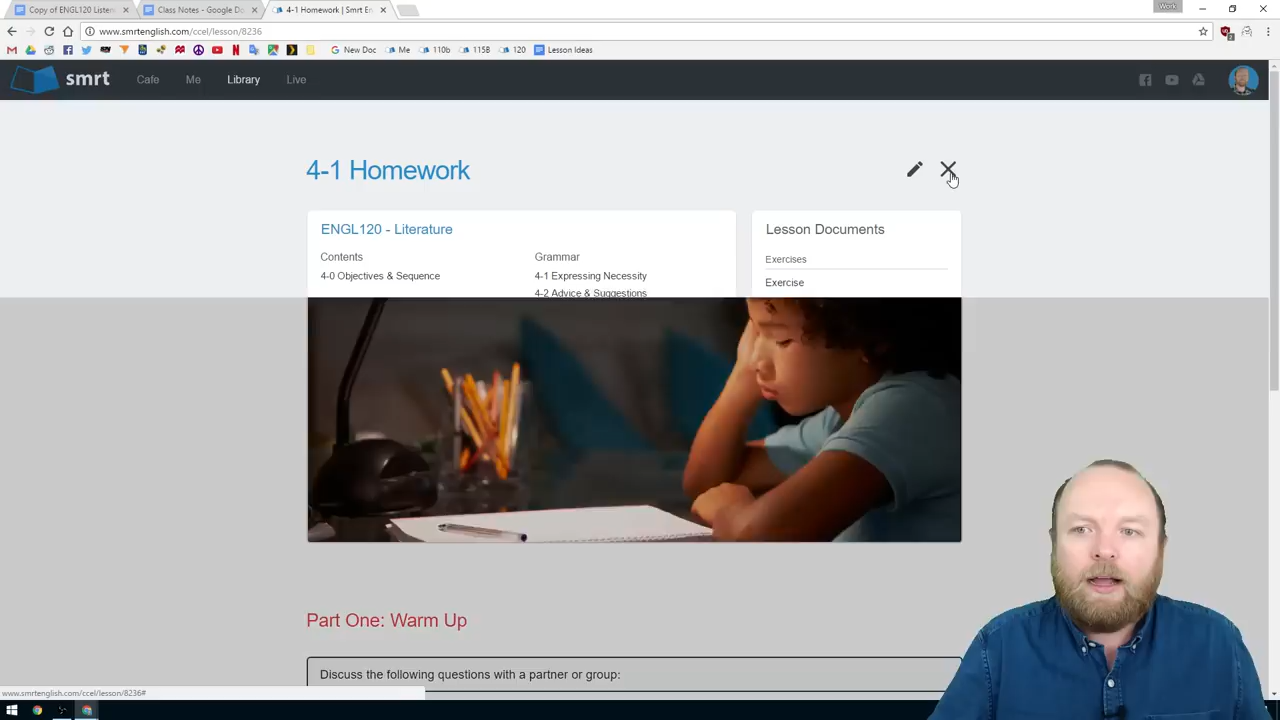 Copy of ENGL120 Listen
Class Notes - Google Do
4-1 Homework | Smrt En
Work
www.smrtenglish.com/ccel/lesson/8236
New Doc
Me
110b
115B
120
Lesson Ideas
smrt
Cafe
Me
Library
Live
4-1 Homework
ENGL120 - Literature
Lesson Documents
Contents
Grammar
Exercises
4-0 Objectives & Sequence
4-1 Expressing Necessity
Exercise
4-2 Advice & Suggestions
Part One: Warm Up
Discuss the following questions with a partner or group:
www.smrtenglish.com/ccel/lesson/8236#